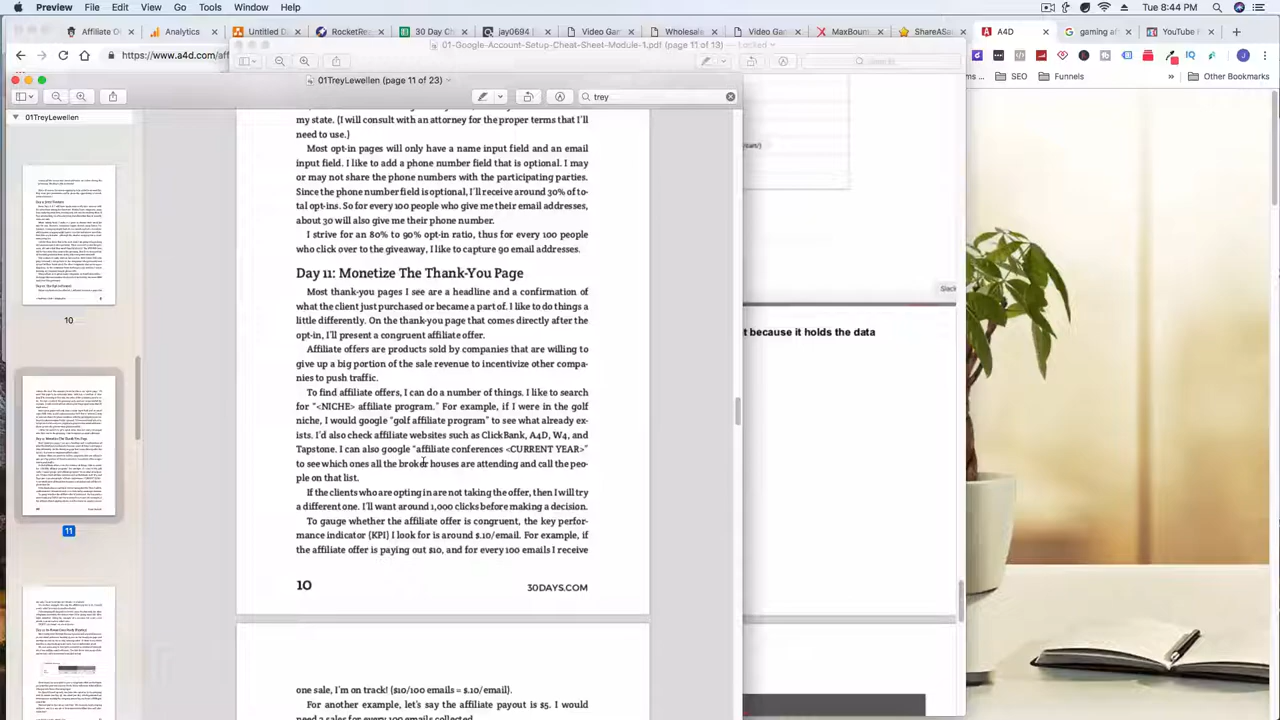 Preview File Edit View Go Tools Window Help
Tue 8:44 PM
Affiliate O
Analytics
Untitled D
RocketRe
30 Day C
jay0694
Video Gam
Wholesale
Video Gam
MaxBoun
ShareASa
A4D
gaming af
YouTube F
https://www.a4d.com/aff
01-Google-Account-Setup-Cheat-Sheet-Module-1.pdf (page 11 of 13) — Untitled
SEO
Funnels
Other Bookmarks
01TreyLewellen (page 11 of 23)
trey
01TreyLewellen
10
11
my state. (I will consult with an attorney for the proper terms that I'll
need to use.)
Most opt-in pages will only have a name input field and an email
input field. I like to add a phone number field that is optional. I may
or may not share the phone numbers with the participating parties.
Since the phone number field is optional, I'll receive around 30% of to-
tal opt-ins. So for every 100 people who give me their email addresses,
about 30 will also give me their phone number.
I strive for an 80% to 90% opt-in ratio, thus for every 100 people
who click over to the giveaway, I like to capture email addresses.
Day 11: Monetize The Thank-You Page
Most thank-you pages I see are a headline and a confirmation of
what the client just purchased or became a part of. I like to do things a
little differently. On the thank-you page that comes directly after the
opt-in, I'll present a congruent affiliate offer.
Affiliate offers are products sold by companies that are willing to
give up a big portion of the sale revenue to incentivize other compa-
nies to push traffic.
To find affiliate offers, I can do a number of things. I like to search
for "<NICHE> affiliate program." For example, if I were in the golf
niche, I would google "golf affiliate program" on what already ex-
ists. I'd also check affiliate websites such as ClickBank, A4D, W4, and
Tapstone. I can also google "affiliate conferences <CURRENT YEAR>"
to see which ones all the broker houses are attending and call the peo-
ple on that list.
If the clients who are opting in are not taking the offer, then I will try
a different one. I'll want around 1,000 clicks before making a decision.
To gauge whether the affiliate offer is congruent, the key perfor-
mance indicator (KPI) I look for is around $.10/email. For example, if
the affiliate offer is paying out $10, and for every 100 emails I receive
10
30DAYS.COM
one sale, I'm on track! ($10/100 emails =
For another example, let's say the affiliate payout is $5. I would
need 2 sales for every 100 emails collected.
t because it holds the data